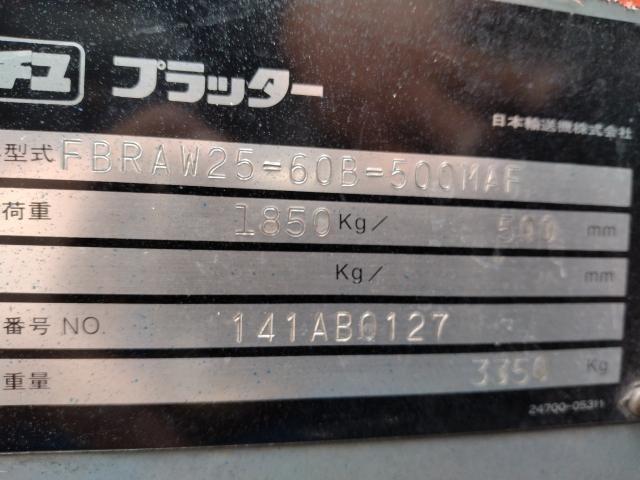 プラッター
日本輸送機株式会社
型式 FBRAW25-60B-500MAF
荷重 1850 Kg/ 500 mm
Kg/ mm
番号 NO. 141AB0127
重量 3350 Kg
24700-05311